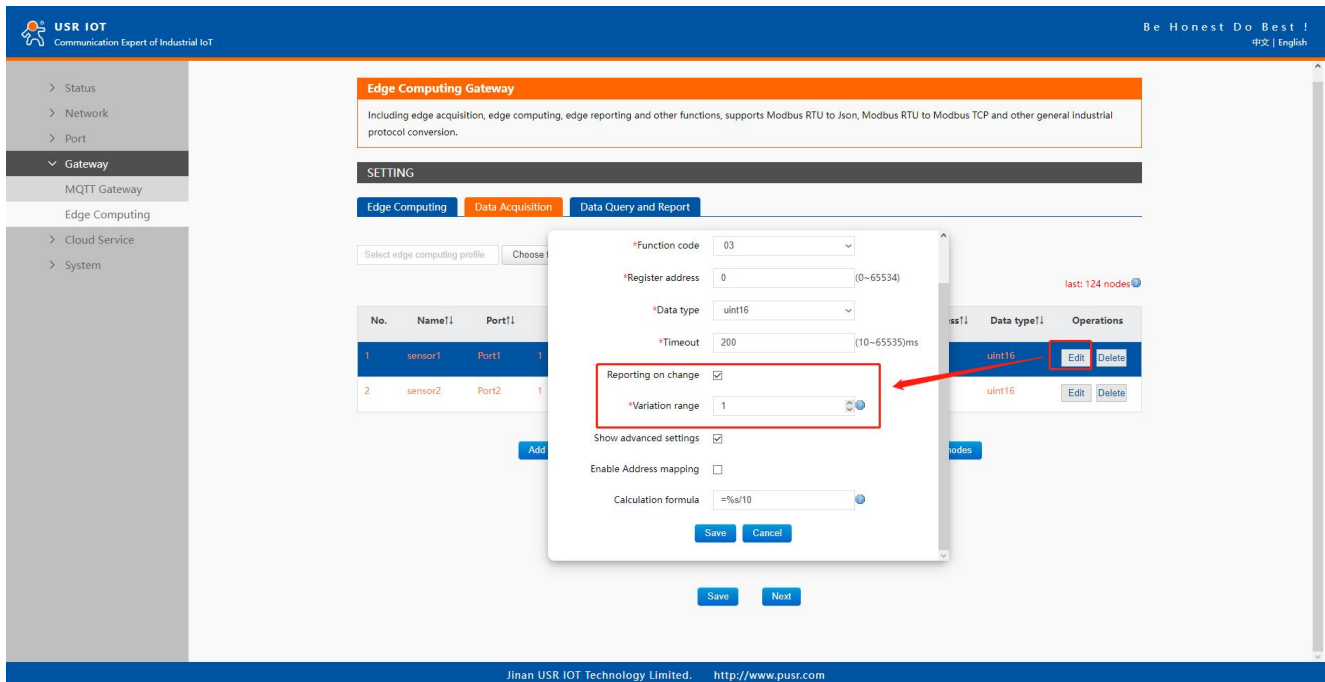 USR IOT
Communication Expert of Industrial IoT
Be Honest Do Best !
中文 | English
> Status
> Network
> Port
Gateway
MQTT Gateway
Edge Computing
> Cloud Service
> System
Edge Computing Gateway
Including edge acquisition, edge computing, edge reporting and other functions, supports Modbus RTU to Json, Modbus RTU to Modbus TCP and other general industrial
protocol conversion.
SETTING
Edge Computing Data Acquisition Data Query and Report
Select edge computing profile Choose
last: 124 nodes
No. Name↑↓ Port↑↓ ss↑↓ Data type↑↓ Operations
1 sensor1 Port1 1 uint16 Edit Delete
2 sensor2 Port2 1 uint16 Edit Delete
Add nodes
*Function code 03
*Register address 0 (0~65534)
*Data type uint16
*Timeout 200 (10~65535)ms
Reporting on change
*Variation range 1
Show advanced settings
Enable Address mapping
Calculation formula =%s/10
Save Cancel
Save Next
Jinan USR IOT Technology Limited. http://www.pusr.com